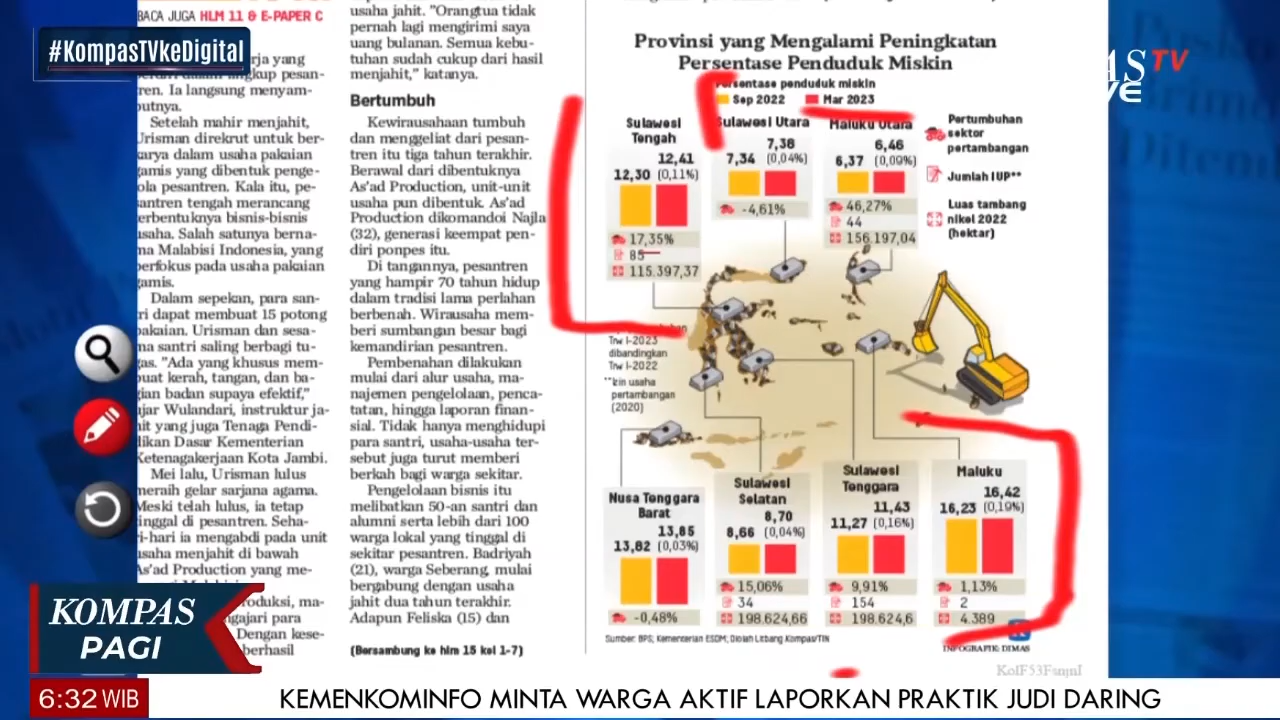 BACA JUGA HLM 11 & E-PAPER C
#KompasTVkeDigital
rja yang
gkup pesan-
tren. Ia langsung menyam-
butnya.
Setelah mahir menjahit,
Urisman direkrut untuk ber-
karya dalam usaha pakaian
gamis yang dibentuk penge-
ola pesantren. Kala itu, pe-
santren tengah merancang
terbentuknya bisnis-bisnis
usaha. Salah satunya berna-
ma Malabisi Indonesia, yang
berfokus pada usaha pakaian
gamis.
Dalam sepekan, para san-
tri dapat membuat 15 potong
pakaian. Urisman dan sesa-
ma santri saling berbagi tu-
gas. "Ada yang khusus mem-
buat kerah, tangan, dan ba-
gian badan supaya efektif,"
ujar Wulandari, instruktur ja-
hit yang juga Tenaga Pendi-
dikan Dasar Kementerian
Ketenagakerjaan Kota Jambi.
Mei lalu, Urisman lulus
meraih gelar sarjana agama.
Meski telah lulus, ia tetap
tinggal di pesantren. Seha-
ri-hari ia mengabdi pada unit
usaha menjahit di bawah
As'ad Production yang me-
roduksi, ma-
ngajari para
Dengan kese-
berhasil
usaha jahit. "Orangtua tidak
pernah lagi mengirimi saya
uang bulanan. Semua kebu-
tuhan sudah cukup dari hasil
menjahit," katanya.
Bertumbuh
Kewirausahaan tumbuh
dan menggeliat dari pesan-
tren itu tiga tahun terakhir.
Berawal dari dibentuknya
As'ad Production, unit-unit
usaha pun dibentuk. As'ad
Production dikomandoi Najla
(32), generasi keempat pen-
diri ponpes itu.
Di tangannya, pesantren
yang hampir 70 tahun hidup
dalam tradisi lama perlahan
berbenah. Wirausaha mem-
beri sumbangan besar bagi
kemandirian pesantren.
Pembenahan dilakukan
mulai dari alur usaha, ma-
najemen pengelolaan, penca-
tatan, hingga laporan finan-
sial. Tidak hanya menghidupi
para santri, usaha-usaha ter-
sebut juga turut memberi
berkah bagi warga sekitar.
Pengelolaan bisnis itu
melibatkan 50-an santri dan
alumni serta lebih dari 100
warga lokal yang tinggal di
sekitar pesantren. Badriyah
(21), warga Seberang, mulai
bergabung dengan usaha
jahit dua tahun terakhir.
Adapun Feliska (15) dan
(Bersambung ke hlm 15 kol 1-7)
Provinsi yang Mengalami Peningkatan
Persentase Penduduk Miskin
Persentase penduduk miskin
Sep 2022 Mar 2023
Sulawesi
Tengah
12,41
12,30 (0,11%)
17,35%
85
115.397,37
Sulawesi Utara
7,38
7,34 (0,04%)
-4,61%
Maluku Utara
6,46
6,37 (0,09%)
46,27%
44
156.197,04
Pertumbuhan
sektor
pertambangan
Jumlah IUP**
Luas tambang
nikel 2022
(hektar)
Trw I-2023
dibandingkan
Trw I-2022
**Izin usaha
pertambangan
(2020)
Nusa Tenggara
Barat
13,85
13,82 (0,03%)
-0,48%
Sulawesi
Selatan
8,70
8,66 (0,04%)
15,06%
34
198.624,66
Sulawesi
Tenggara
11,43
11,27 (0,16%)
9,91%
154
198.624,6
Maluku
16,42
16,23 (0,19%)
1,13%
2
4.389
Sumber: BPS; Kementerian ESDM; Diolah Litbang Kompas/TIN
INFOGRAFIK: DIMAS
KoIF53FsnjnI
TV
KOMPAS
PAGI
6:32 WIB
KEMENKOMINFO MINTA WARGA AKTIF LAPORKAN PRAKTIK JUDI DARING